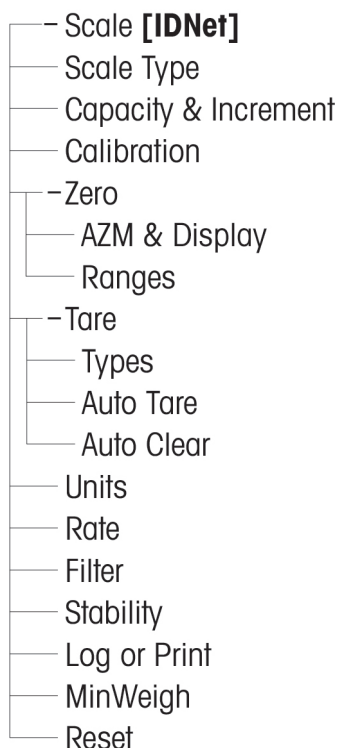 – Scale [IDNet]
Scale Type
Capacity & Increment
Calibration
– Zero
AZM & Display
Ranges
– Tare
Types
Auto Tare
Auto Clear
Units
Rate
Filter
Stability
Log or Print
MinWeigh
Reset